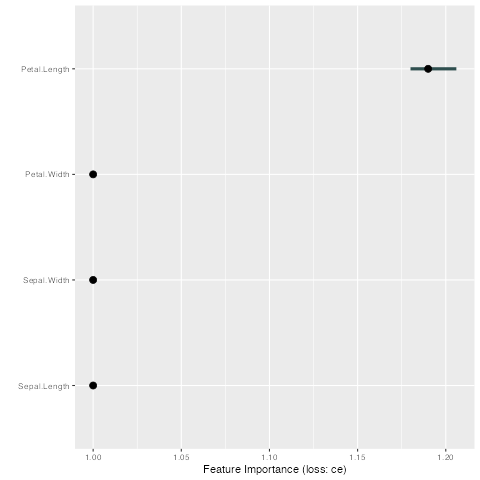 Petal.Length
Petal.Width
Sepal.Width
Sepal.Length
1.00 1.05 1.10 1.15 1.20
Feature Importance (loss: ce)